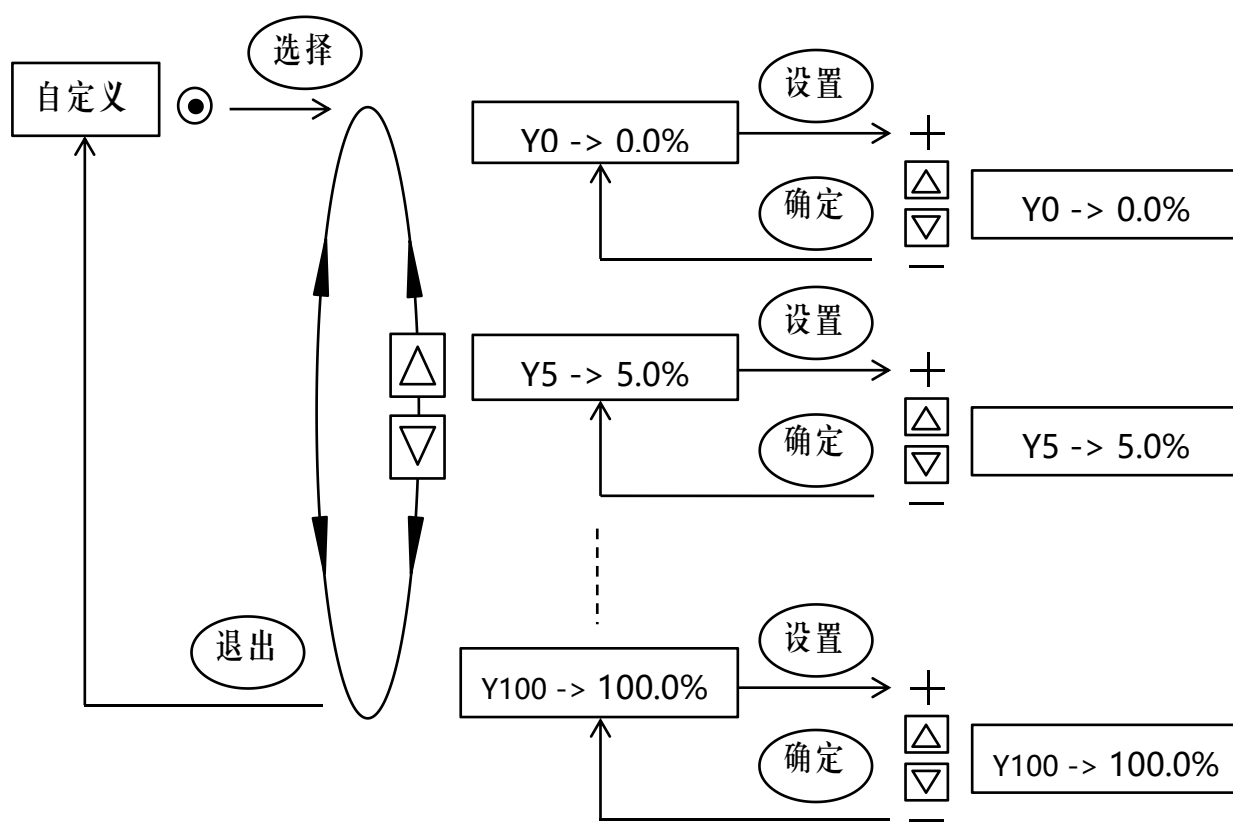 选择
自定义
设置
Y0 -> 0.0%
+
确定
Y0 -> 0.0%
—
设置
Y5 -> 5.0%
+
确定
Y5 -> 5.0%
—
退出
设置
Y100 -> 100.0%
+
确定
Y100 -> 100.0%
—